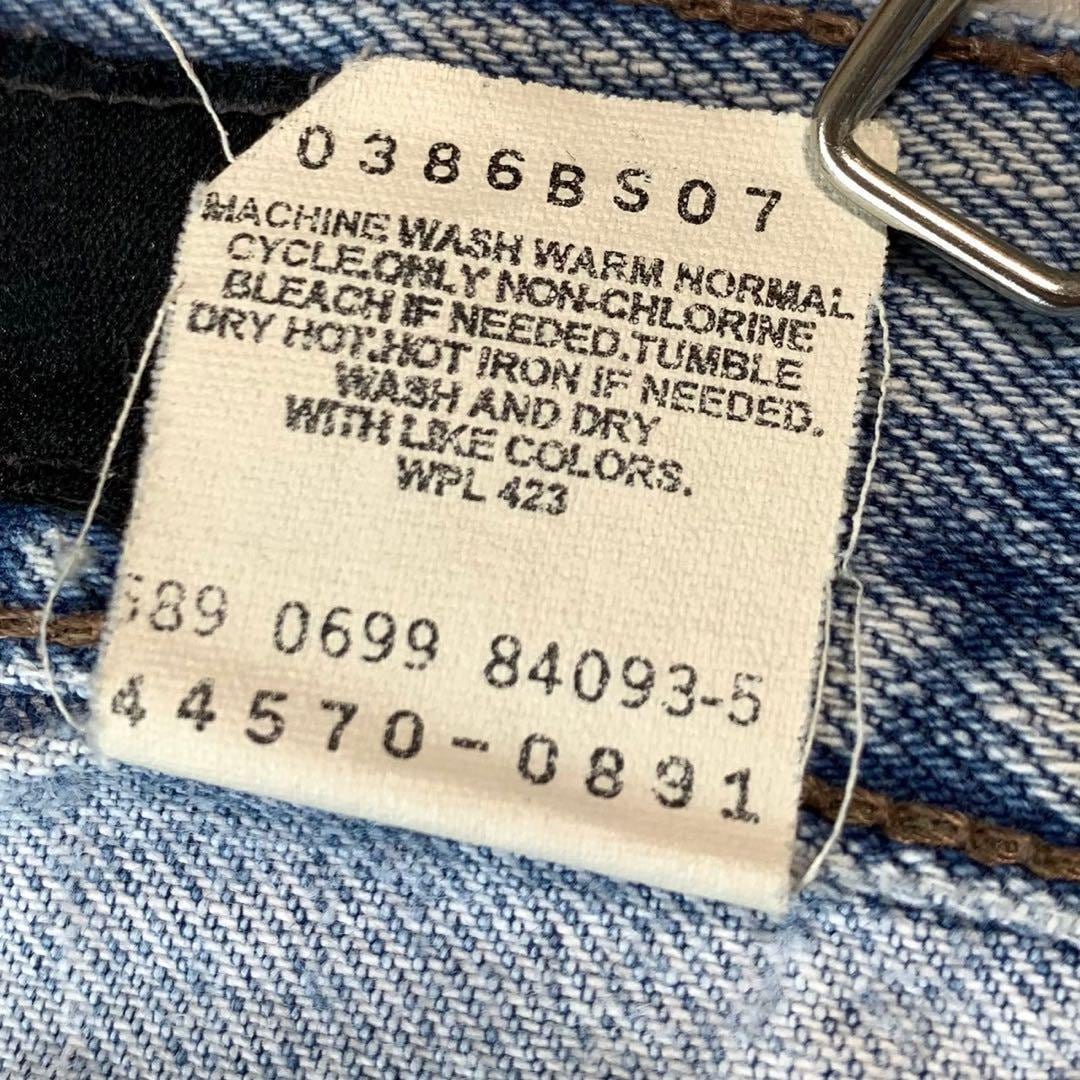 0386BS07
MACHINE WASH WARM NORMAL
CYCLE.ONLY NON-CHLORINE
BLEACH IF NEEDED.TUMBLE
DRY HOT.HOT IRON IF NEEDED.
WASH AND DRY
WITH LIKE COLORS.
WPL 423
0699 84093-5
44570-0891